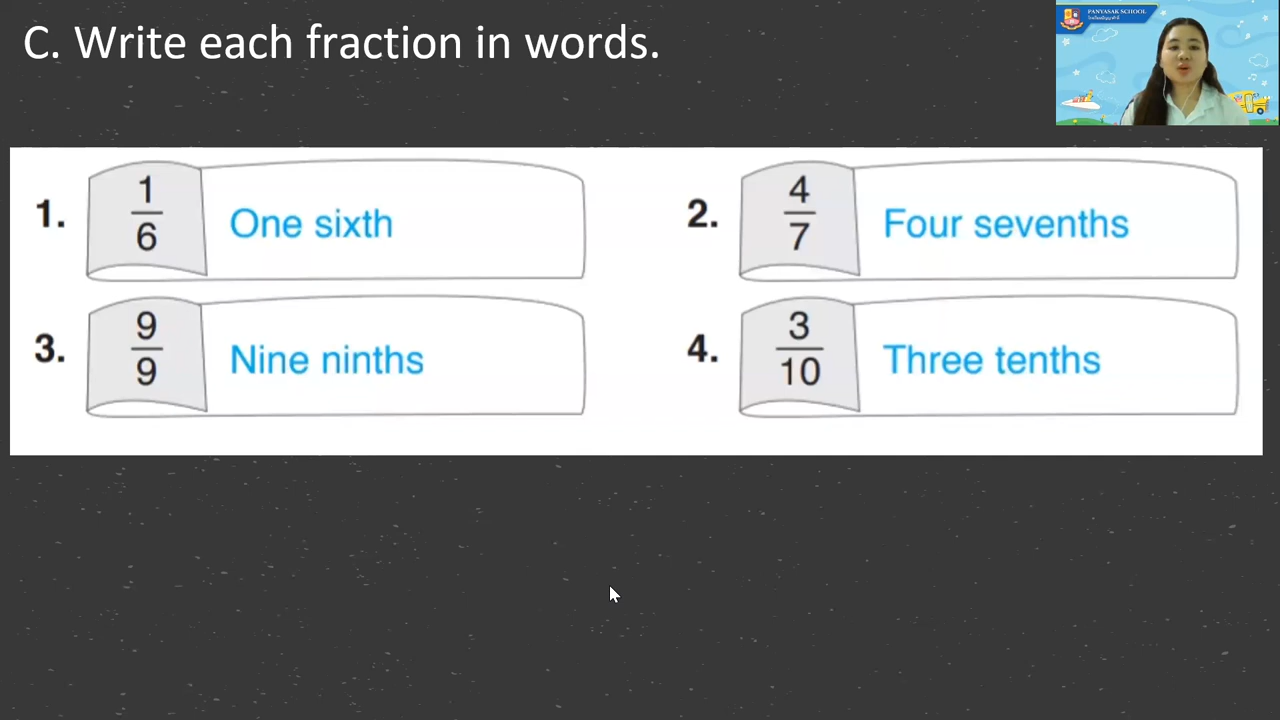 C. Write each fraction in words.
PANYASAK SCHOOL
1. 1/6 One sixth
2. 4/7 Four sevenths
3. 9/9 Nine ninths
4. 3/10 Three tenths